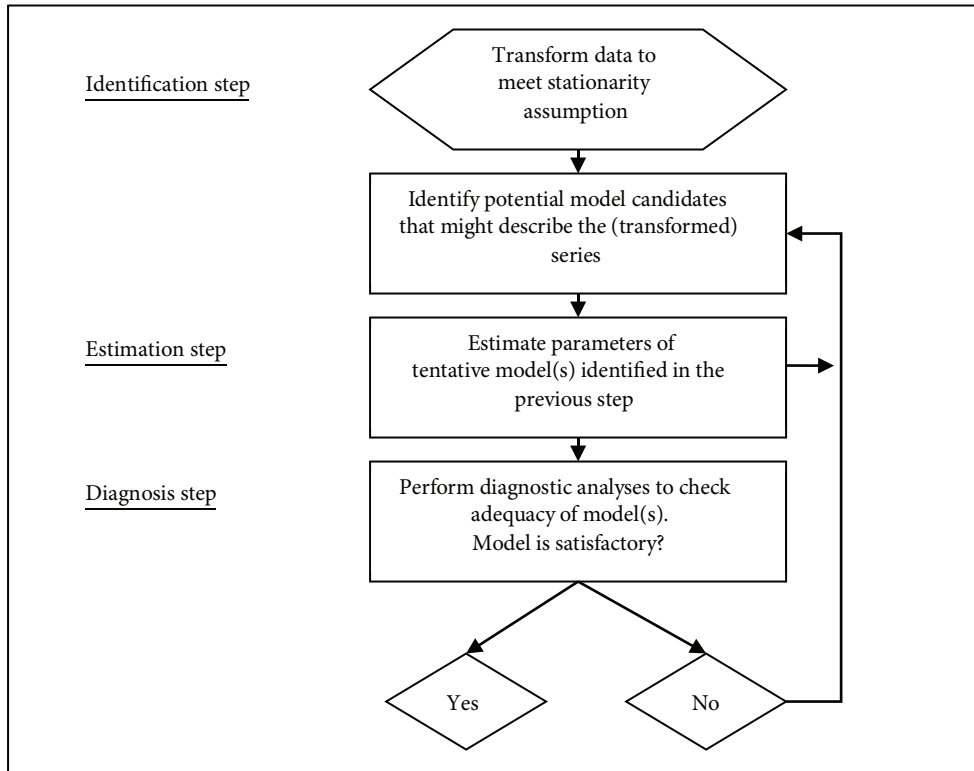 Identification step
Transform data to
meet stationarity
assumption
Identify potential model candidates
that might describe the (transformed)
series
Estimation step
Estimate parameters of
tentative model(s) identified in the
previous step
Diagnosis step
Perform diagnostic analyses to check
adequacy of model(s).
Model is satisfactory?
Yes
No